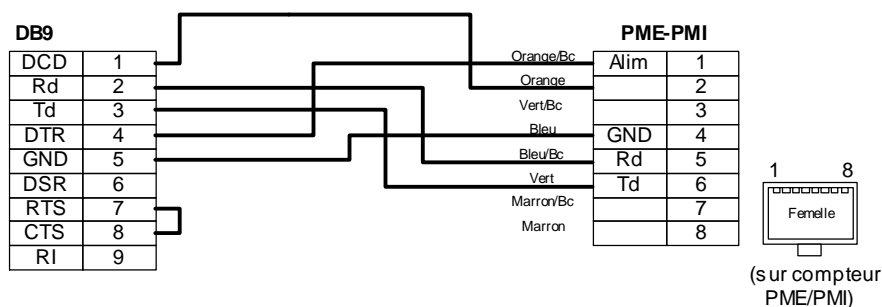 DB9
DCD 1
Rd 2
Td 3
DTR 4
GND 5
DSR 6
RTS 7
CTS 8
RI 9
Orange/Bc
Orange
Vert/Bc
Bleu
Bleu/Bc
Vert
Marron/Bc
Marron
PME-PMI
Alim 1
2
3
GND 4
Rd 5
Td 6
7
8
1 8
Femelle
(sur compteur
PME/PMI)